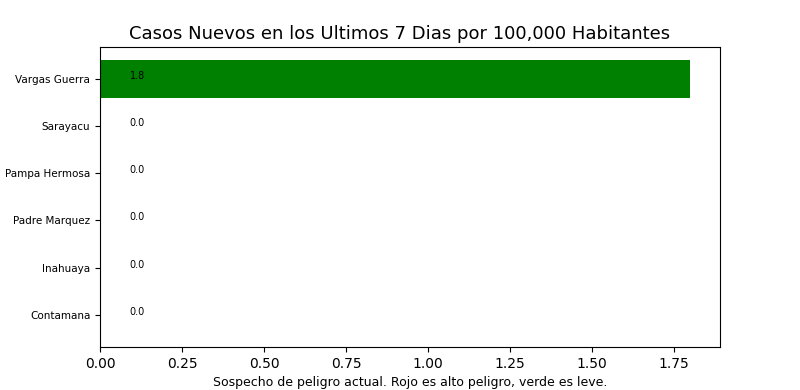 Casos Nuevos en los Ultimos 7 Dias por 100,000 Habitantes
Vargas Guerra 1.8
Sarayacu 0.0
Pampa Hermosa 0.0
Padre Marquez 0.0
Inahuaya 0.0
Contamana 0.0
0.00 0.25 0.50 0.75 1.00 1.25 1.50 1.75
Sospecho de peligro actual. Rojo es alto peligro, verde es leve.